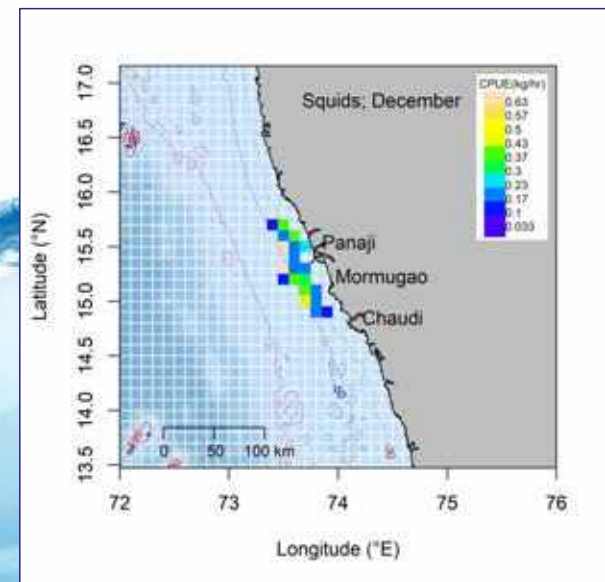 Squids; December
CPUE(kg/hr)
0.63
0.57
0.5
0.43
0.37
0.3
0.23
0.17
0.1
0.033
Panaji
Mormugao
Chaudi
17.0
16.5
16.0
15.5
15.0
14.5
14.0
13.5
Latitude (°N)
0 50 100 km
72 73 74 75 76
Longitude (°E)